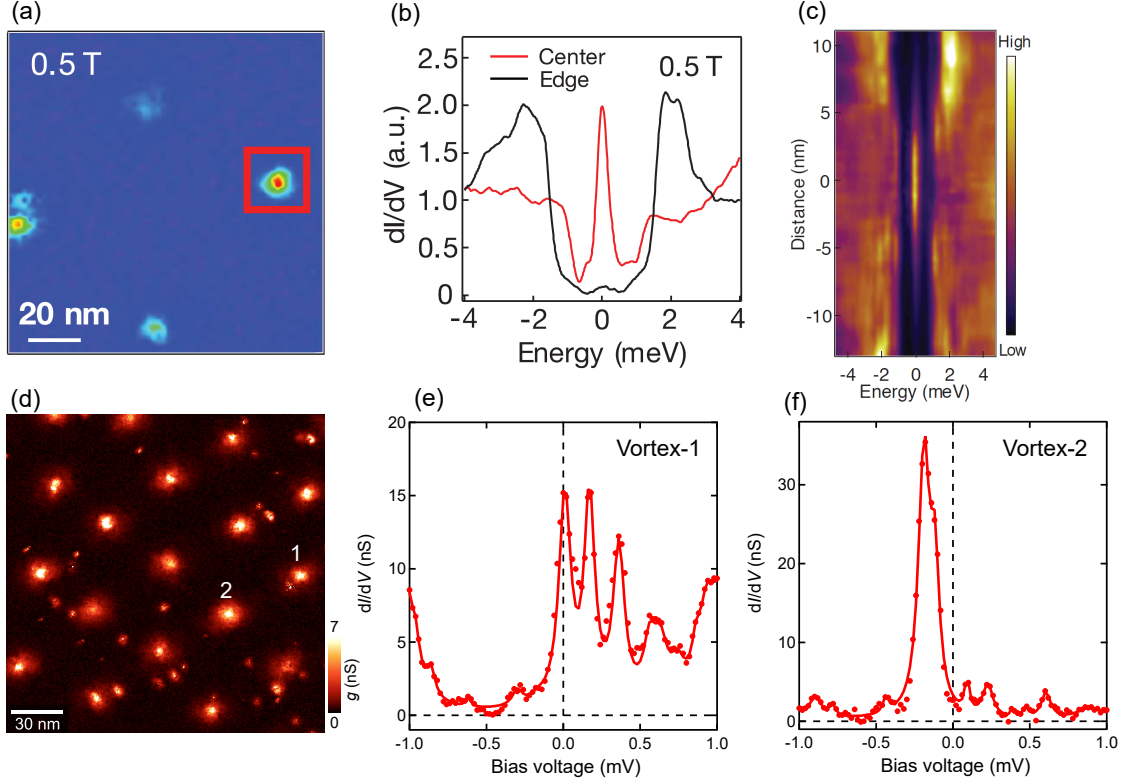 (a)
0.5 T
20 nm
(b)
Center
Edge
0.5 T
2.5
2.0
1.5
1.0
0.5
0
dI/dV (a.u.)
-4 -2 0 2 4
Energy (meV)
(c)
High
Low
10
5
0
-5
-10
Distance (nm)
-4 -2 0 2 4
Energy (meV)
(d)
1
2
30 nm
7
0
g (nS)
(e)
Vortex-1
20
15
10
5
0
dI/dV (nS)
-1.0 -0.5 0.0 0.5 1.0
Bias voltage (mV)
(f)
Vortex-2
30
20
10
0
dI/dV (nS)
-1.0 -0.5 0.0 0.5 1.0
Bias voltage (mV)